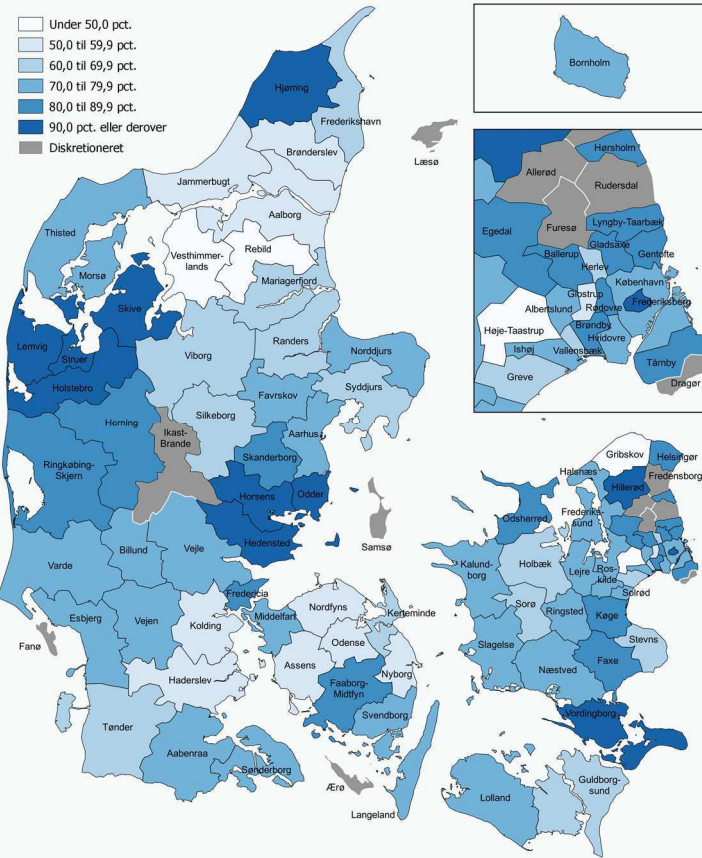 Under 50,0 pct.
50,0 til 59,9 pct.
60,0 til 69,9 pct.
70,0 til 79,9 pct.
80,0 til 89,9 pct.
90,0 pct. eller derover
Diskretioneret
Hjørring
Frederikshavn
Læsø
Brønderslev
Jammerbugt
Aalborg
Thisted
Vesthimmer-
lands
Rebild
Morsø
Mariagerfjord
Skive
Lemvig
Struer
Viborg
Randers
Norddjurs
Holstebro
Syddjurs
Favrskov
Silkeborg
Herning
Ikast-
Brande
Aarhus
Skanderborg
Ringkøbing-
Skjern
Horsens
Odder
Hedensted
Samsø
Billund
Vejle
Varde
Fredericia
Middelfart
Nordfyns
Kerteminde
Esbjerg
Vejen
Kolding
Fanø
Odense
Assens
Nyborg
Haderslev
Faaborg-
Midtfyn
Svendborg
Tønder
Aabenraa
Sønderborg
Ærø
Langeland
Bornholm
Hørsholm
Allerød
Rudersdal
Furesø
Lyngby-Taarbæk
Egedal
Gladsaxe
Ballerup
Gentofte
Herlev
København
Glostrup
Frederiksberg
Albertslund
Rødovre
Høje-Taastrup
Brøndby
Hvidovre
Ishøj
Vallensbæk
Tårnby
Greve
Dragør
Gribskov
Helsingør
Halsnæs
Fredensborg
Hillerød
Odsherred
Frederiks-
sund
Kalund-
borg
Holbæk
Lejre
Ros-
kilde
Solrød
Sorø
Ringsted
Køge
Stevns
Slagelse
Næstved
Faxe
Vordingborg
Guldborg-
sund
Lolland